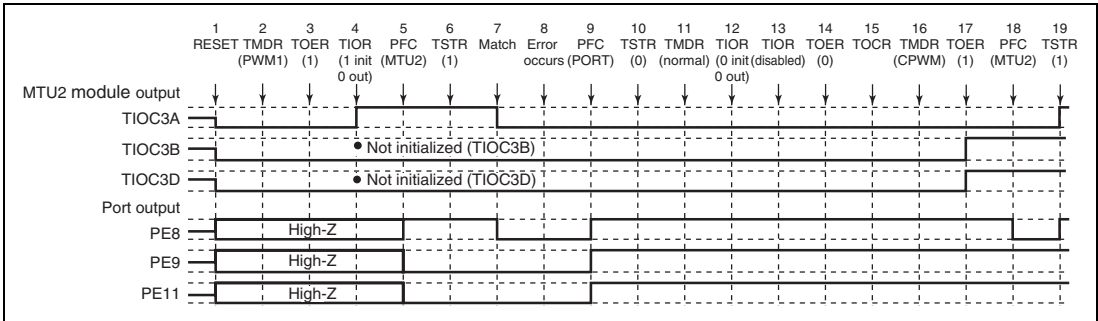 1 2 3 4 5 6 7 8 9 10 11 12 13 14 15 16 17 18 19
RESET TMDR TOER TIOR PFC TSTR Match Error PFC TSTR TMDR TIOR TIOR TOER TOCR TMDR TOER PFC TSTR
(PWM1) (1) (1 init (MTU2) (1) occurs (PORT) (0) (normal) (0 init (disabled) (0) (CPWM) (1) (MTU2) (1)
0 out) 0 out)
MTU2 module output
TIOC3A
TIOC3B • Not initialized (TIOC3B)
TIOC3D • Not initialized (TIOC3D)
Port output
PE8 High-Z
PE9 High-Z
PE11 High-Z